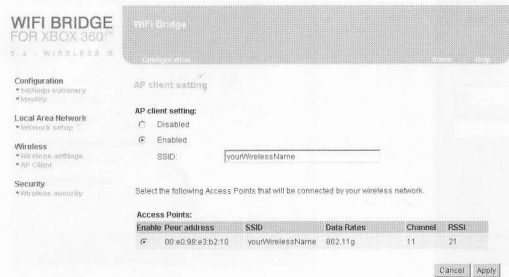 WIFI BRIDGE
FOR XBOX 360™
2.4 - WIRELESS G
WiFi Bridge
Configuration
Home Help
Configuration
• Settings summary
• Identity
Local Area Network
• Network setup
Wireless
• Wireless settings
• AP Client
Security
• Wireless security
AP client setting
AP client setting:
Disabled
Enabled
SSID: yourWirelessName
Select the following Access Points that will be connected by your wireless network.
Access Points:
Enable Peer address SSID Data Rates Channel RSSI
00:e0:98:e3:b2:10 yourWirelessName 802.11g 11 21
Cancel Apply